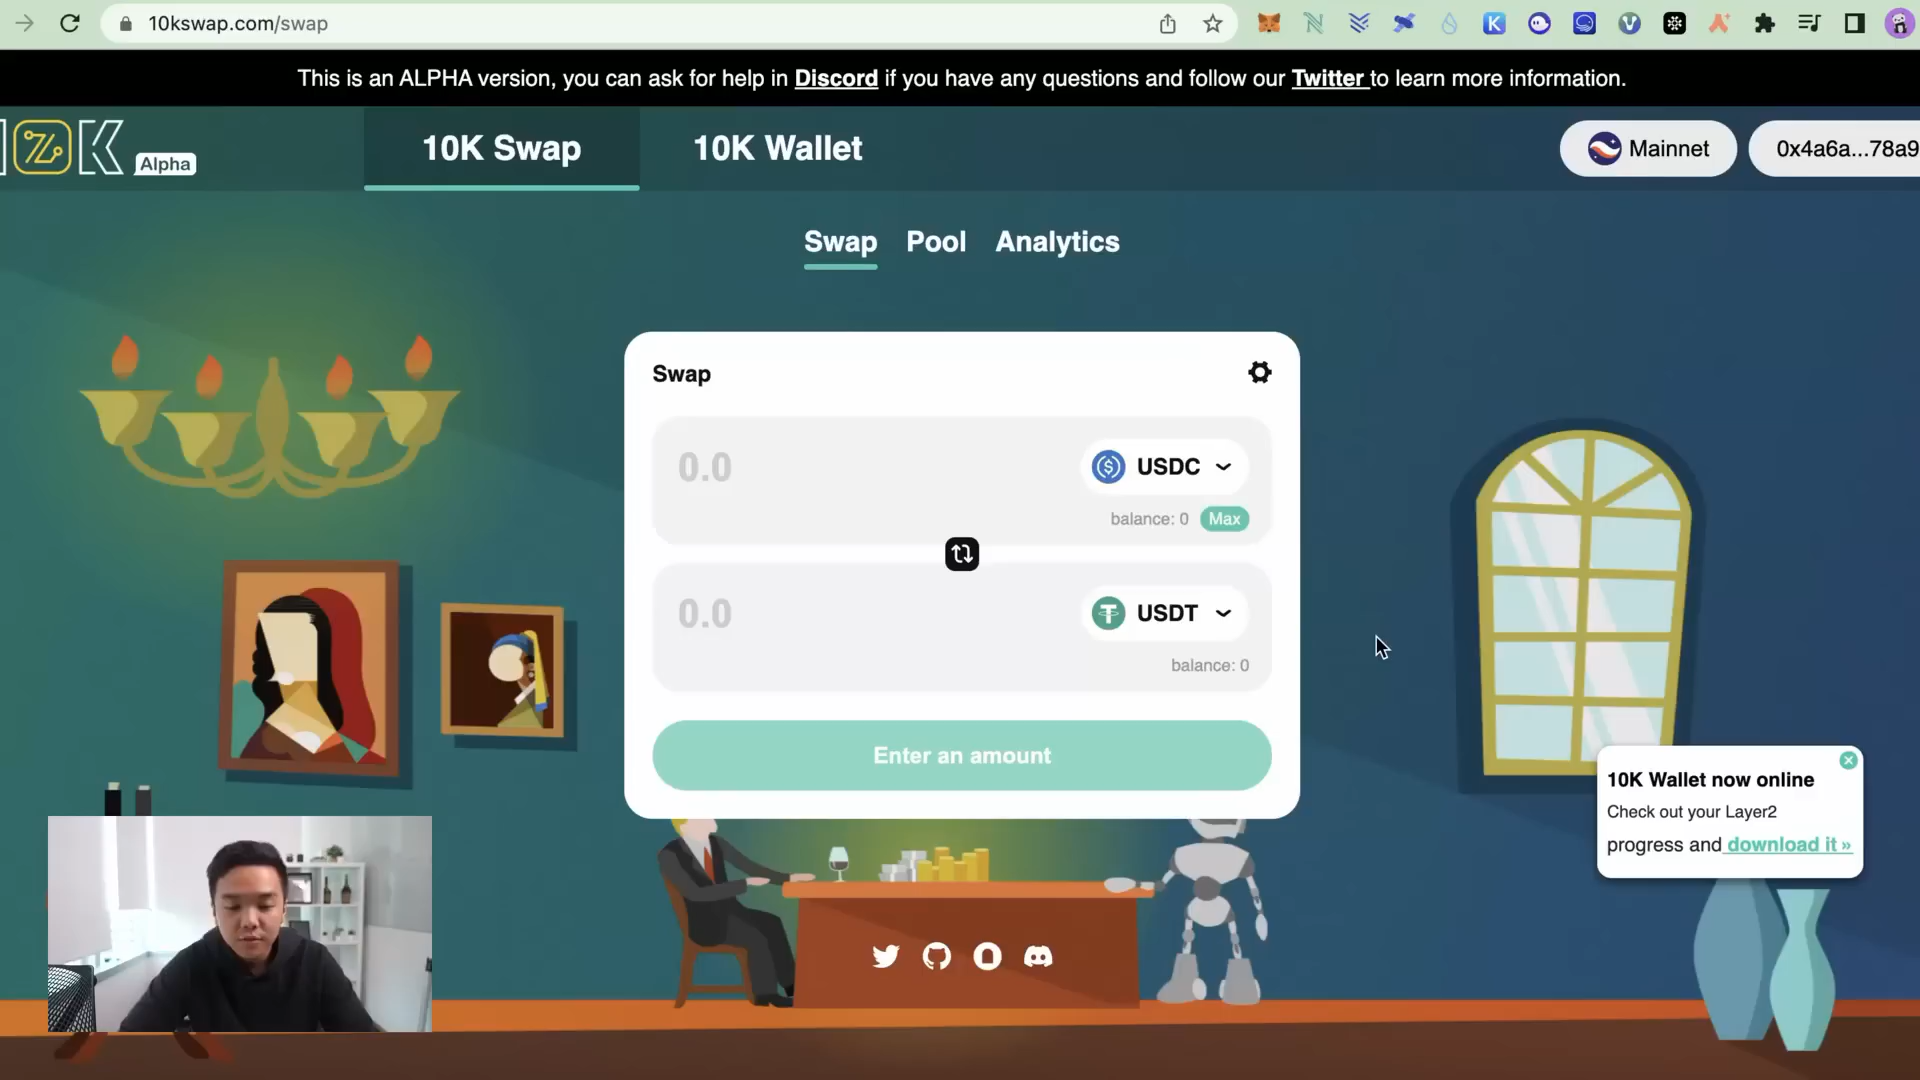 10kswap.com/swap
This is an ALPHA version, you can ask for help in Discord if you have any questions and follow our Twitter to learn more information.
K Alpha
10K Swap
10K Wallet
Mainnet
0x4a6a...78a9
Swap Pool Analytics
Swap
0.0
USDC
balance: 0 Max
0.0
USDT
balance: 0
Enter an amount
10K Wallet now online
Check out your Layer2
progress and download it »